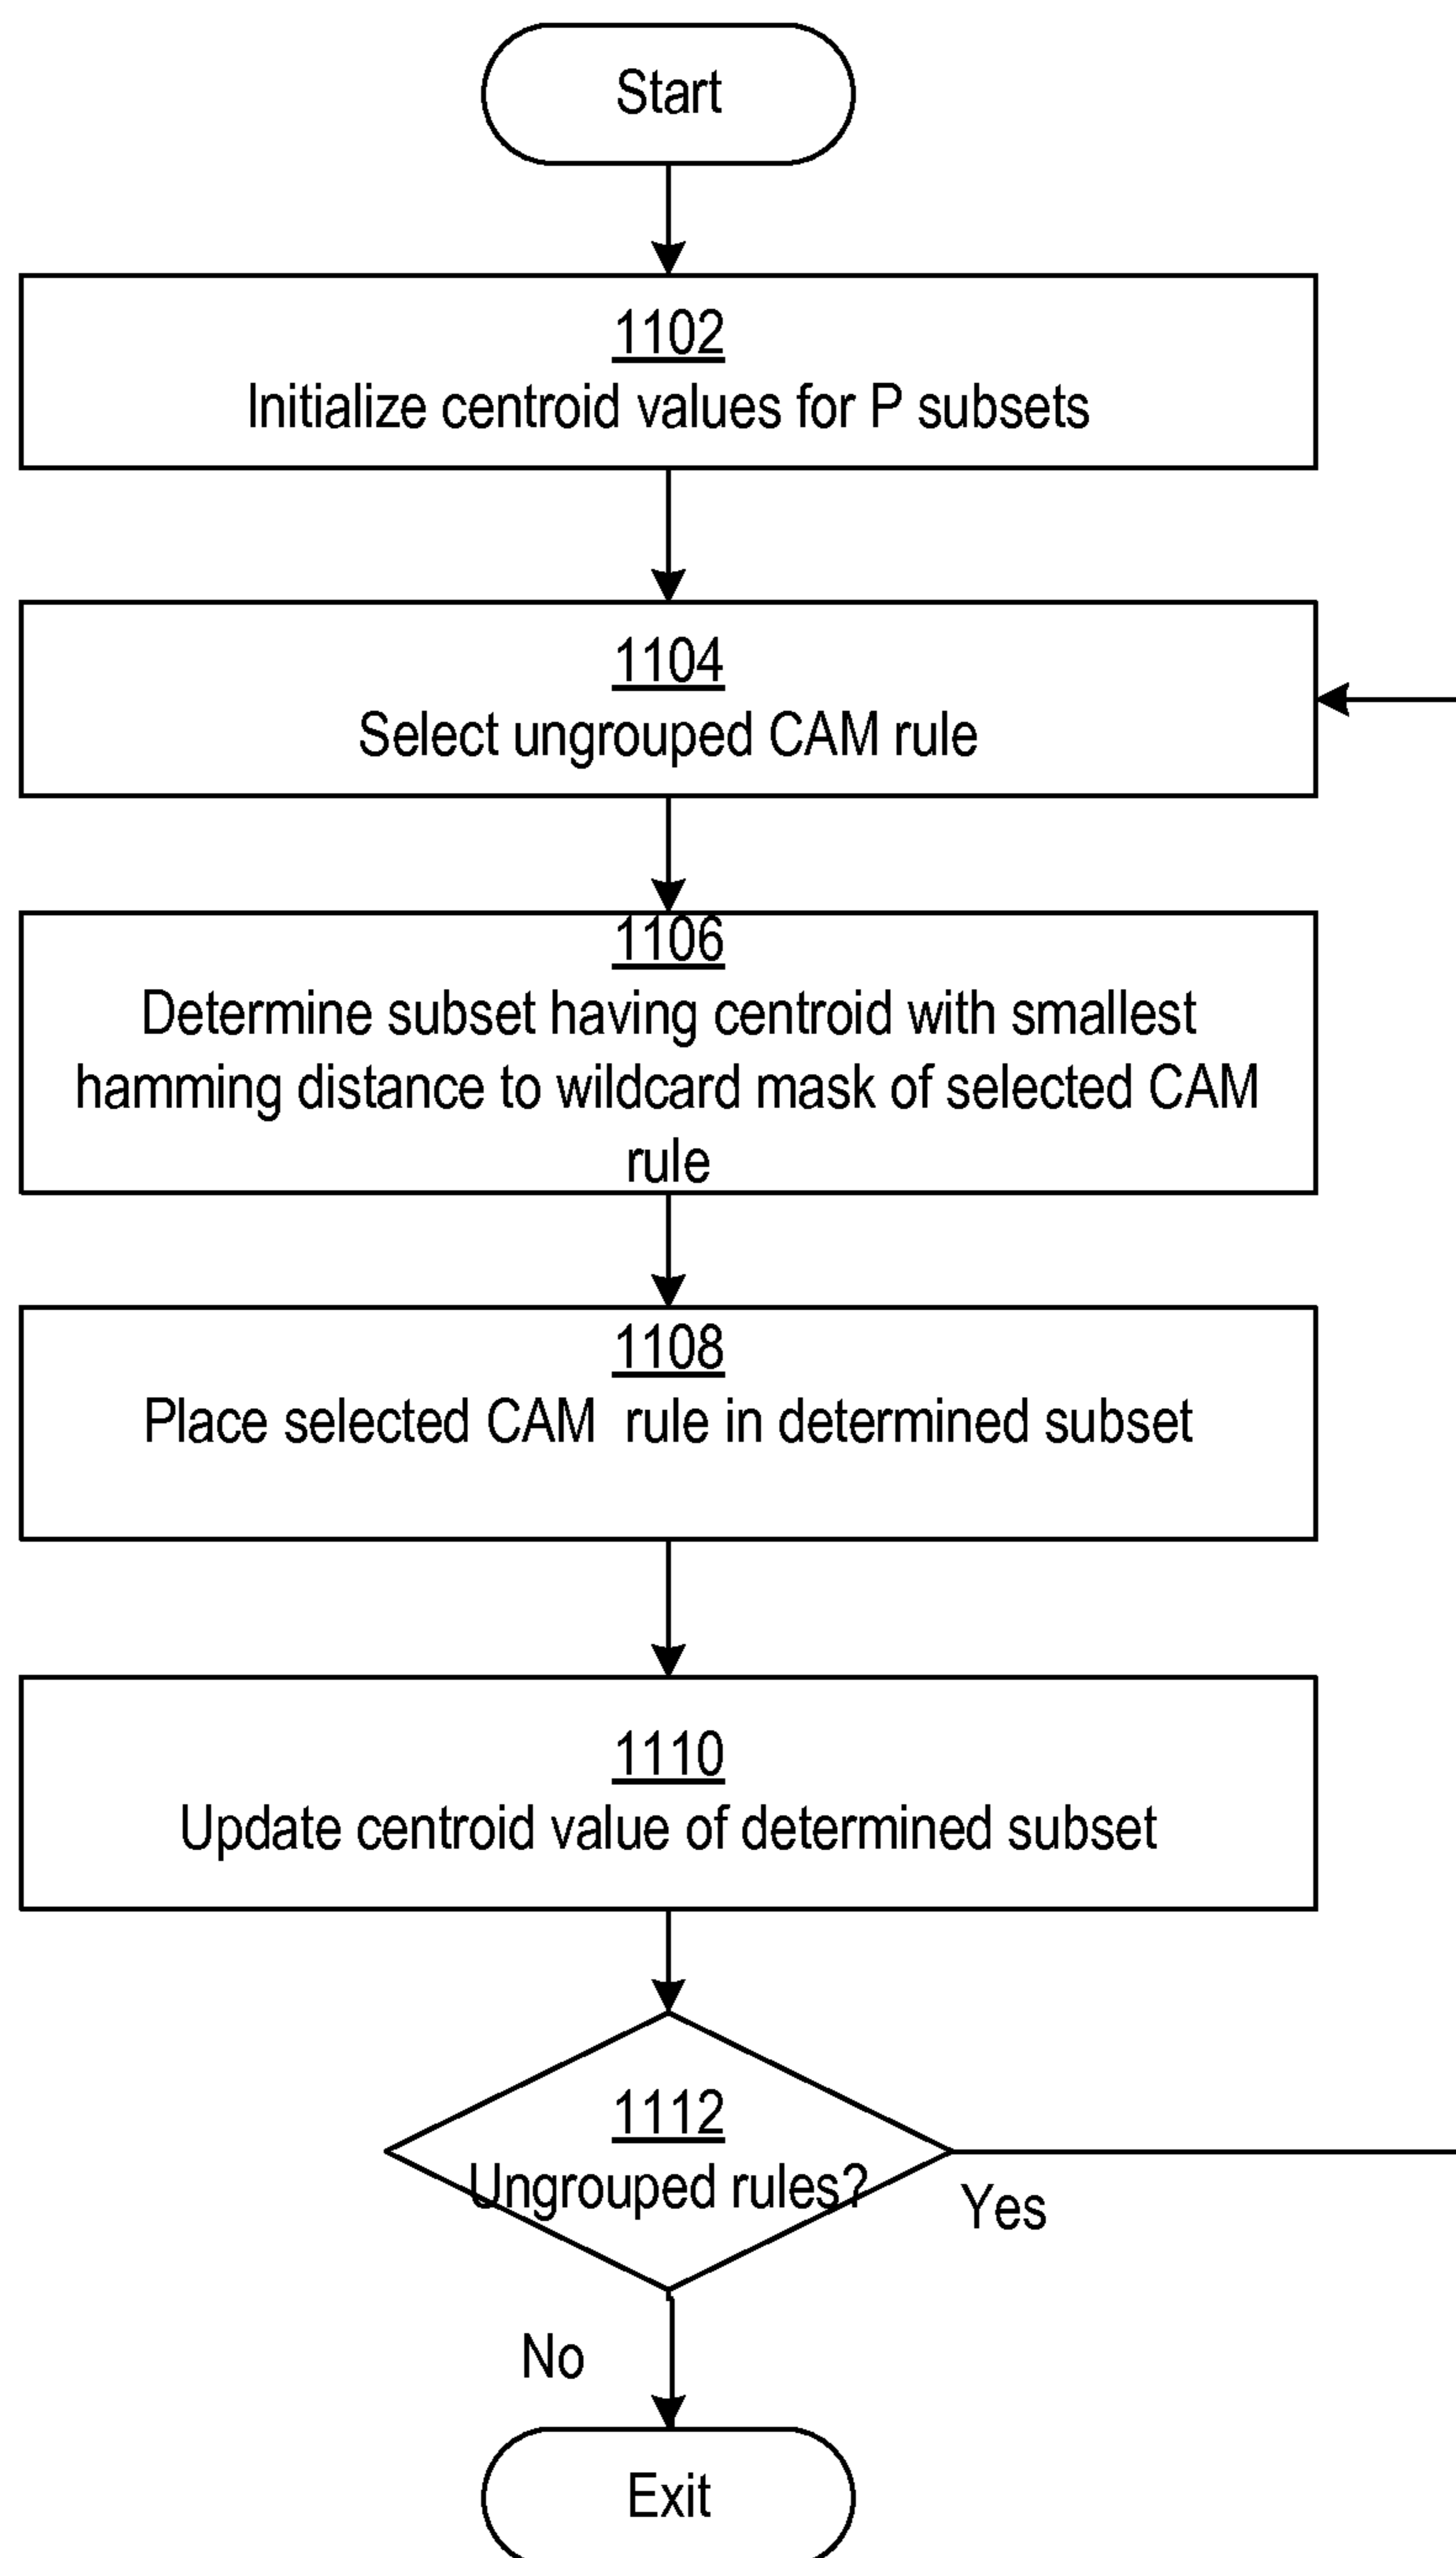 Start
1102
Initialize centroid values for P subsets
1104
Select ungrouped CAM rule
1106
Determine subset having centroid with smallest
hamming distance to wildcard mask of selected CAM
rule
1108
Place selected CAM  rule in determined subset
1110
Update centroid value of determined subset
1112
Ungrouped rules?
Yes
No
Exit